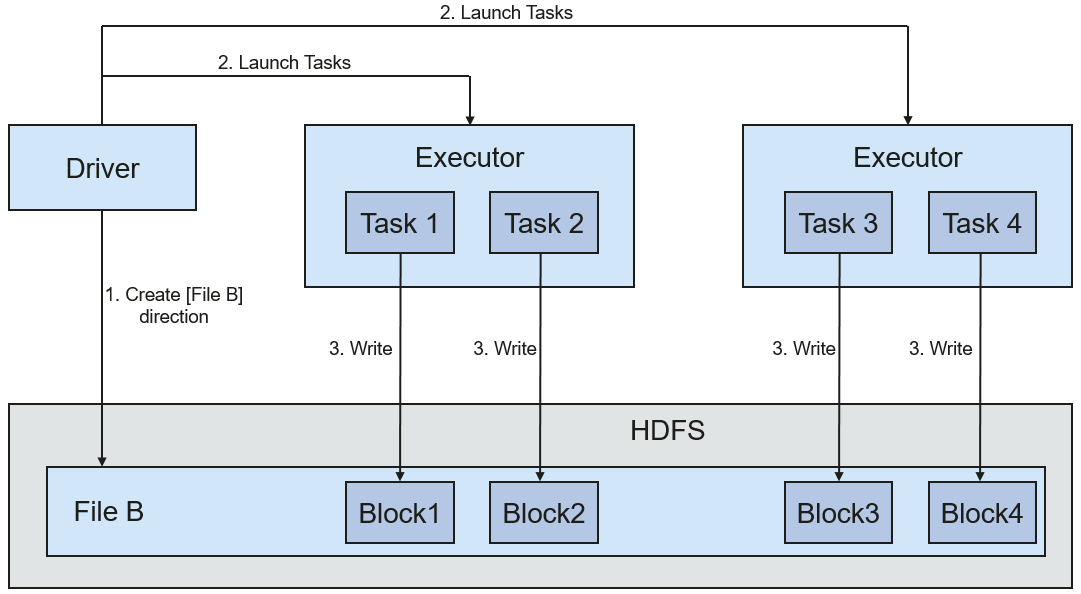 2. Launch Tasks
2. Launch Tasks
Driver
Executor
Executor
Task 1
Task 2
Task 3
Task 4
1. Create [File B]
direction
3. Write
3. Write
3. Write
3. Write
HDFS
File B
Block1
Block2
Block3
Block4